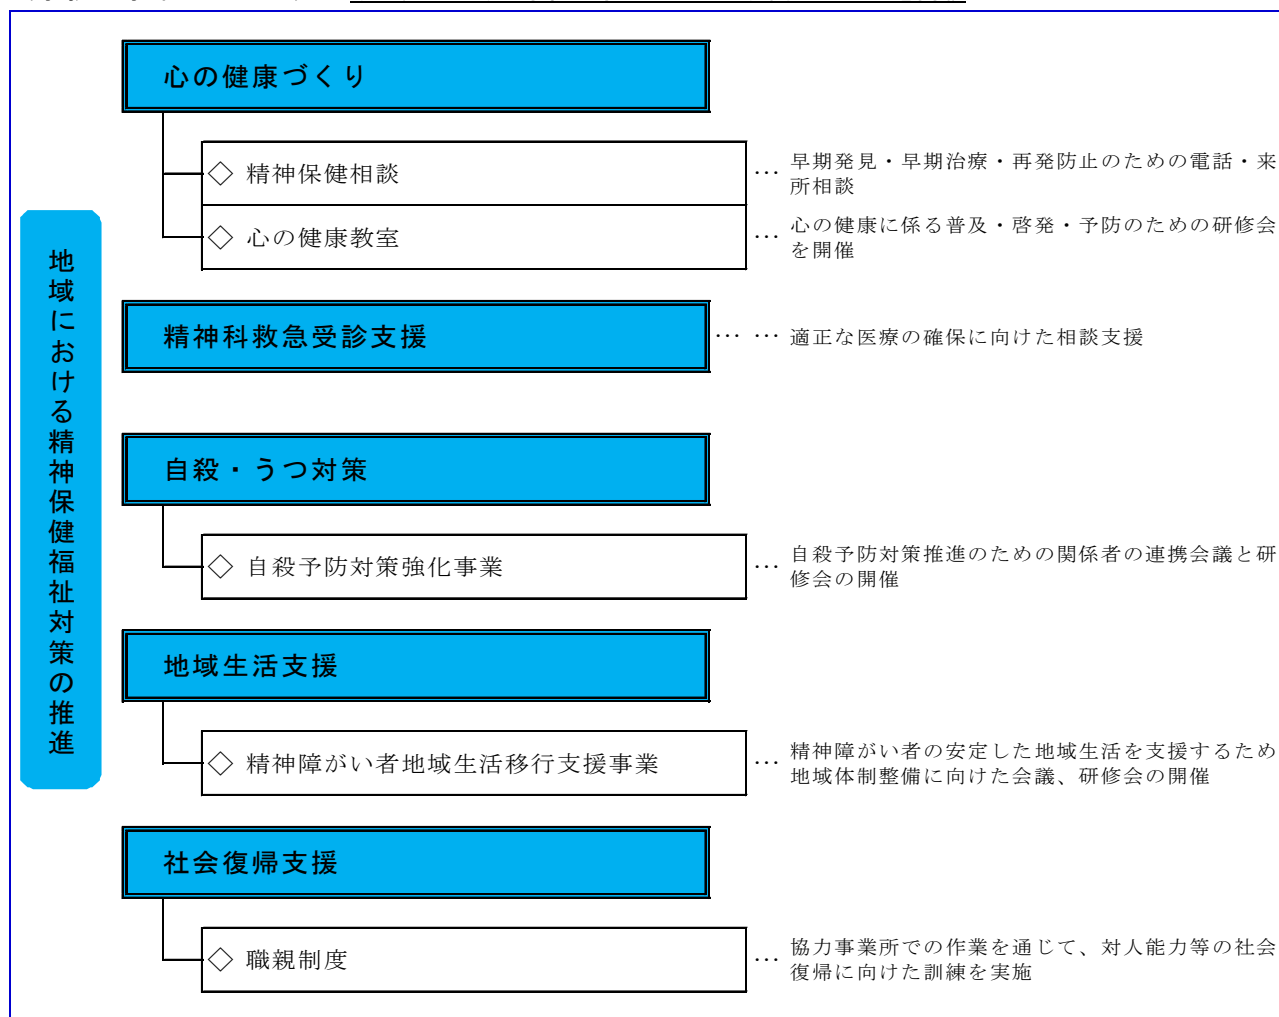 地域における精神保健福祉対策の推進
心の健康づくり
◇ 精神保健相談
… 早期発見・早期治療・再発防止のための電話・来
所相談
◇ 心の健康教室
… 心の健康に係る普及・啓発・予防のための研修会
を開催
精神科救急受診支援
… … 適正な医療の確保に向けた相談支援
自殺・うつ対策
◇ 自殺予防対策強化事業
… 自殺予防対策推進のための関係者の連携会議と研
修会の開催
地域生活支援
◇ 精神障がい者地域生活移行支援事業
… 精神障がい者の安定した地域生活を支援するため
地域体制整備に向けた会議、研修会の開催
社会復帰支援
◇ 職親制度
… 協力事業所での作業を通じて、対人能力等の社会
復帰に向けた訓練を実施